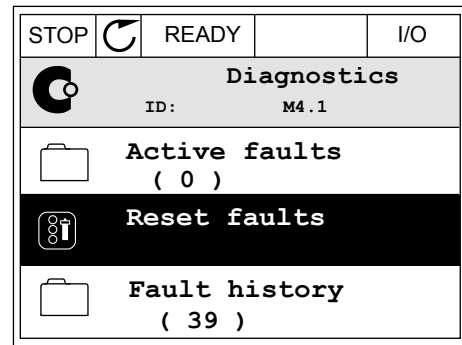 STOP READY I/O
Diagnostics
ID: M4.1
Active faults
( 0 )
Reset faults
Fault history
( 39 )